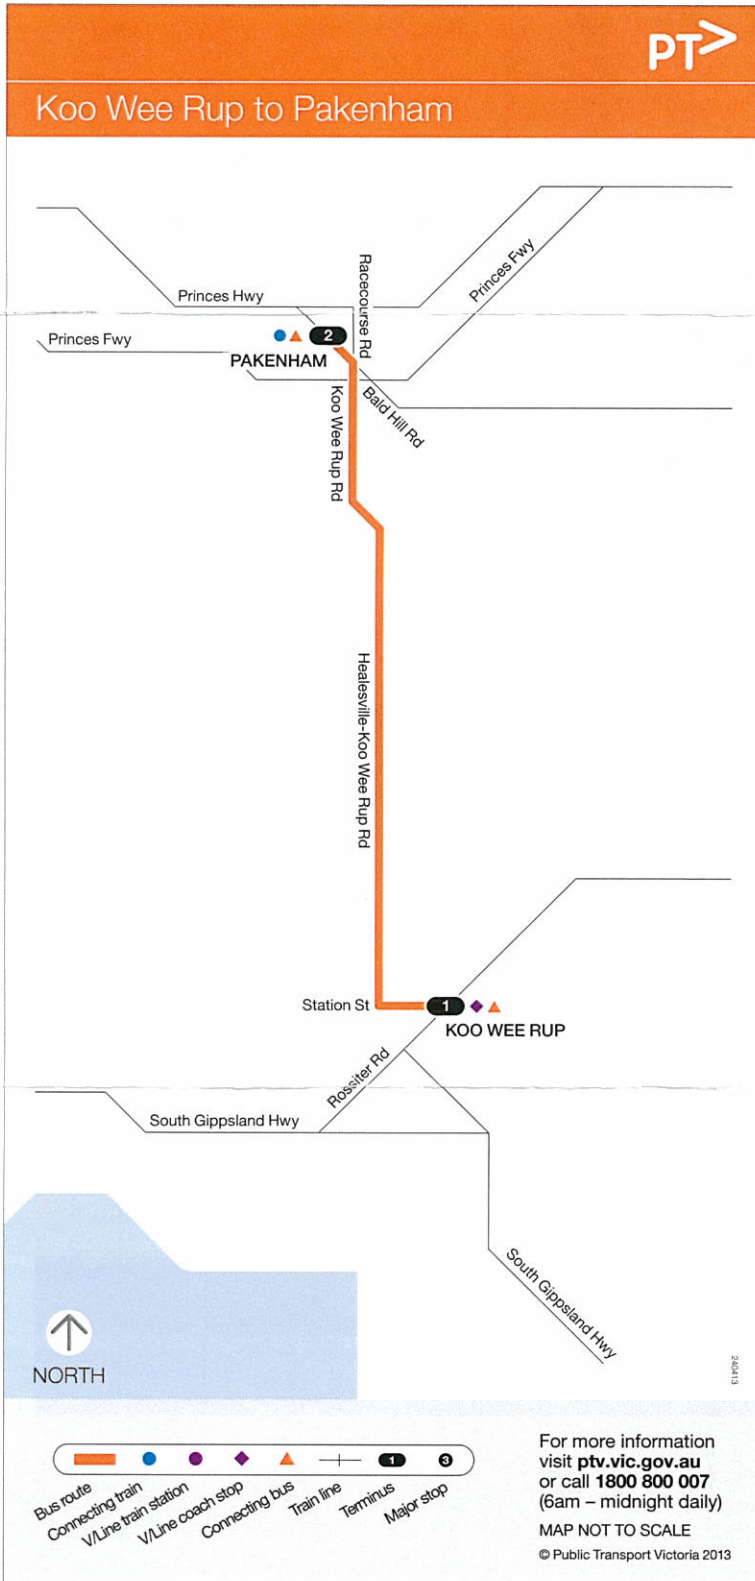 PT>
Koo Wee Rup to Pakenham
Princes Hwy
Racecourse Rd
Princes Fwy
Princes Fwy
2
PAKENHAM
Koo Wee Rup Rd
Bald Hill Rd
Healesville-Koo Wee Rup Rd
Station St
1
KOO WEE RUP
Rossiter Rd
South Gippsland Hwy
South Gippsland Hwy
NORTH
240413
1
3
Bus route
Connecting train
V/Line train station
V/Line coach stop
Connecting bus
Train line
Terminus
Major stop
For more information
visit ptv.vic.gov.au
or call 1800 800 007
(6am – midnight daily)
MAP NOT TO SCALE
© Public Transport Victoria 2013